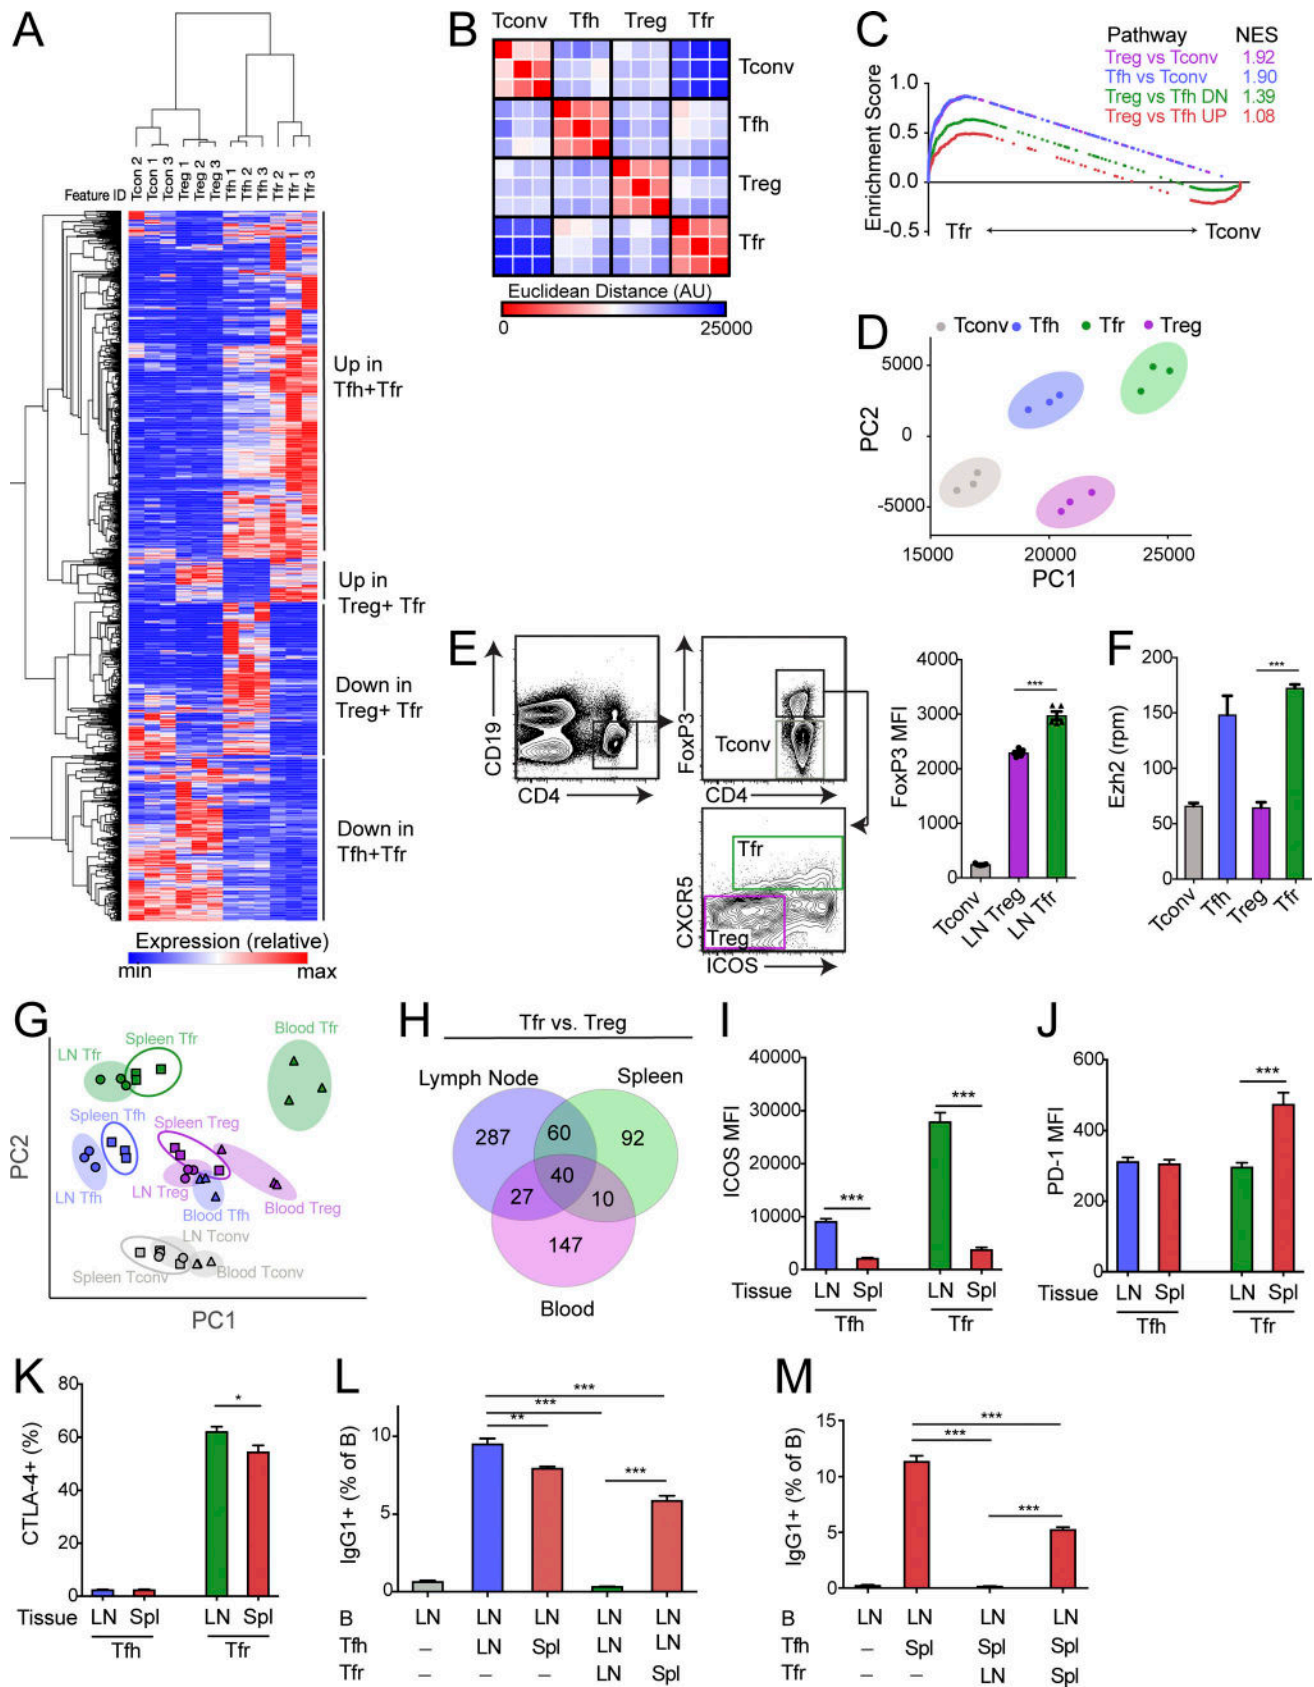 A
Feature ID
Tcon 2
Tcon 1
Tcon 3
Treg 1
Treg 2
Treg 3
Tfh 1
Tfh 2
Tfh 3
Tfr 2
Tfr 1
Tfr 3
Up in
Tfh+Tfr
Up in
Treg+ Tfr
Down in
Treg+ Tfr
Down in
Tfh+Tfr
Expression (relative)
min max
B
Tconv Tfh Treg Tfr
Tconv
Tfh
Treg
Tfr
Euclidean Distance (AU)
0 25000
C
Pathway NES
Treg vs Tconv 1.92
Tfh vs Tconv 1.90
Treg vs Tfh DN 1.39
Treg vs Tfh UP 1.08
Enrichment Score
1.0
0.5
0.0
-0.5
Tfr Tconv
D
Tconv Tfh Tfr Treg
PC2
5000
0
-5000
15000 20000 25000
PC1
E
CD19
CD4
FoxP3
Tconv
CD4
CXCR5
Tfr
Treg
ICOS
FoxP3 MFI
4000
3000
2000
1000
0
***
Tconv
LN Treg
LN Tfr
F
Ezh2 (rpm)
200
150
100
50
0
***
Tconv
Tfh
Treg
Tfr
G
PC2
LN Tfr
Spleen Tfr
Blood Tfr
Spleen Tfh
Spleen Treg
LN Tfh
LN Treg
Blood Tfh
Blood Treg
LN Tconv
Spleen Tconv
Blood Tconv
PC1
H
Tfr vs. Treg
Lymph Node Spleen
287 60 92
40
27 10
147
Blood
I
ICOS MFI
40000
30000
20000
10000
0
***
***
Tissue LN Spl LN Spl
Tfh Tfr
J
PD-1 MFI
600
400
200
0
***
Tissue LN Spl LN Spl
Tfh Tfr
K
CTLA-4+ (%)
80
60
40
20
0
*
Tissue LN Spl LN Spl
Tfh Tfr
L
IgG1+ (% of B)
10
5
0
***
***
**
***
B LN LN LN LN LN
Tfh – LN Spl LN LN
Tfr – – – LN Spl
M
IgG1+ (% of B)
15
10
5
0
***
***
***
B LN LN LN LN
Tfh – Spl Spl Spl
Tfr – – LN Spl